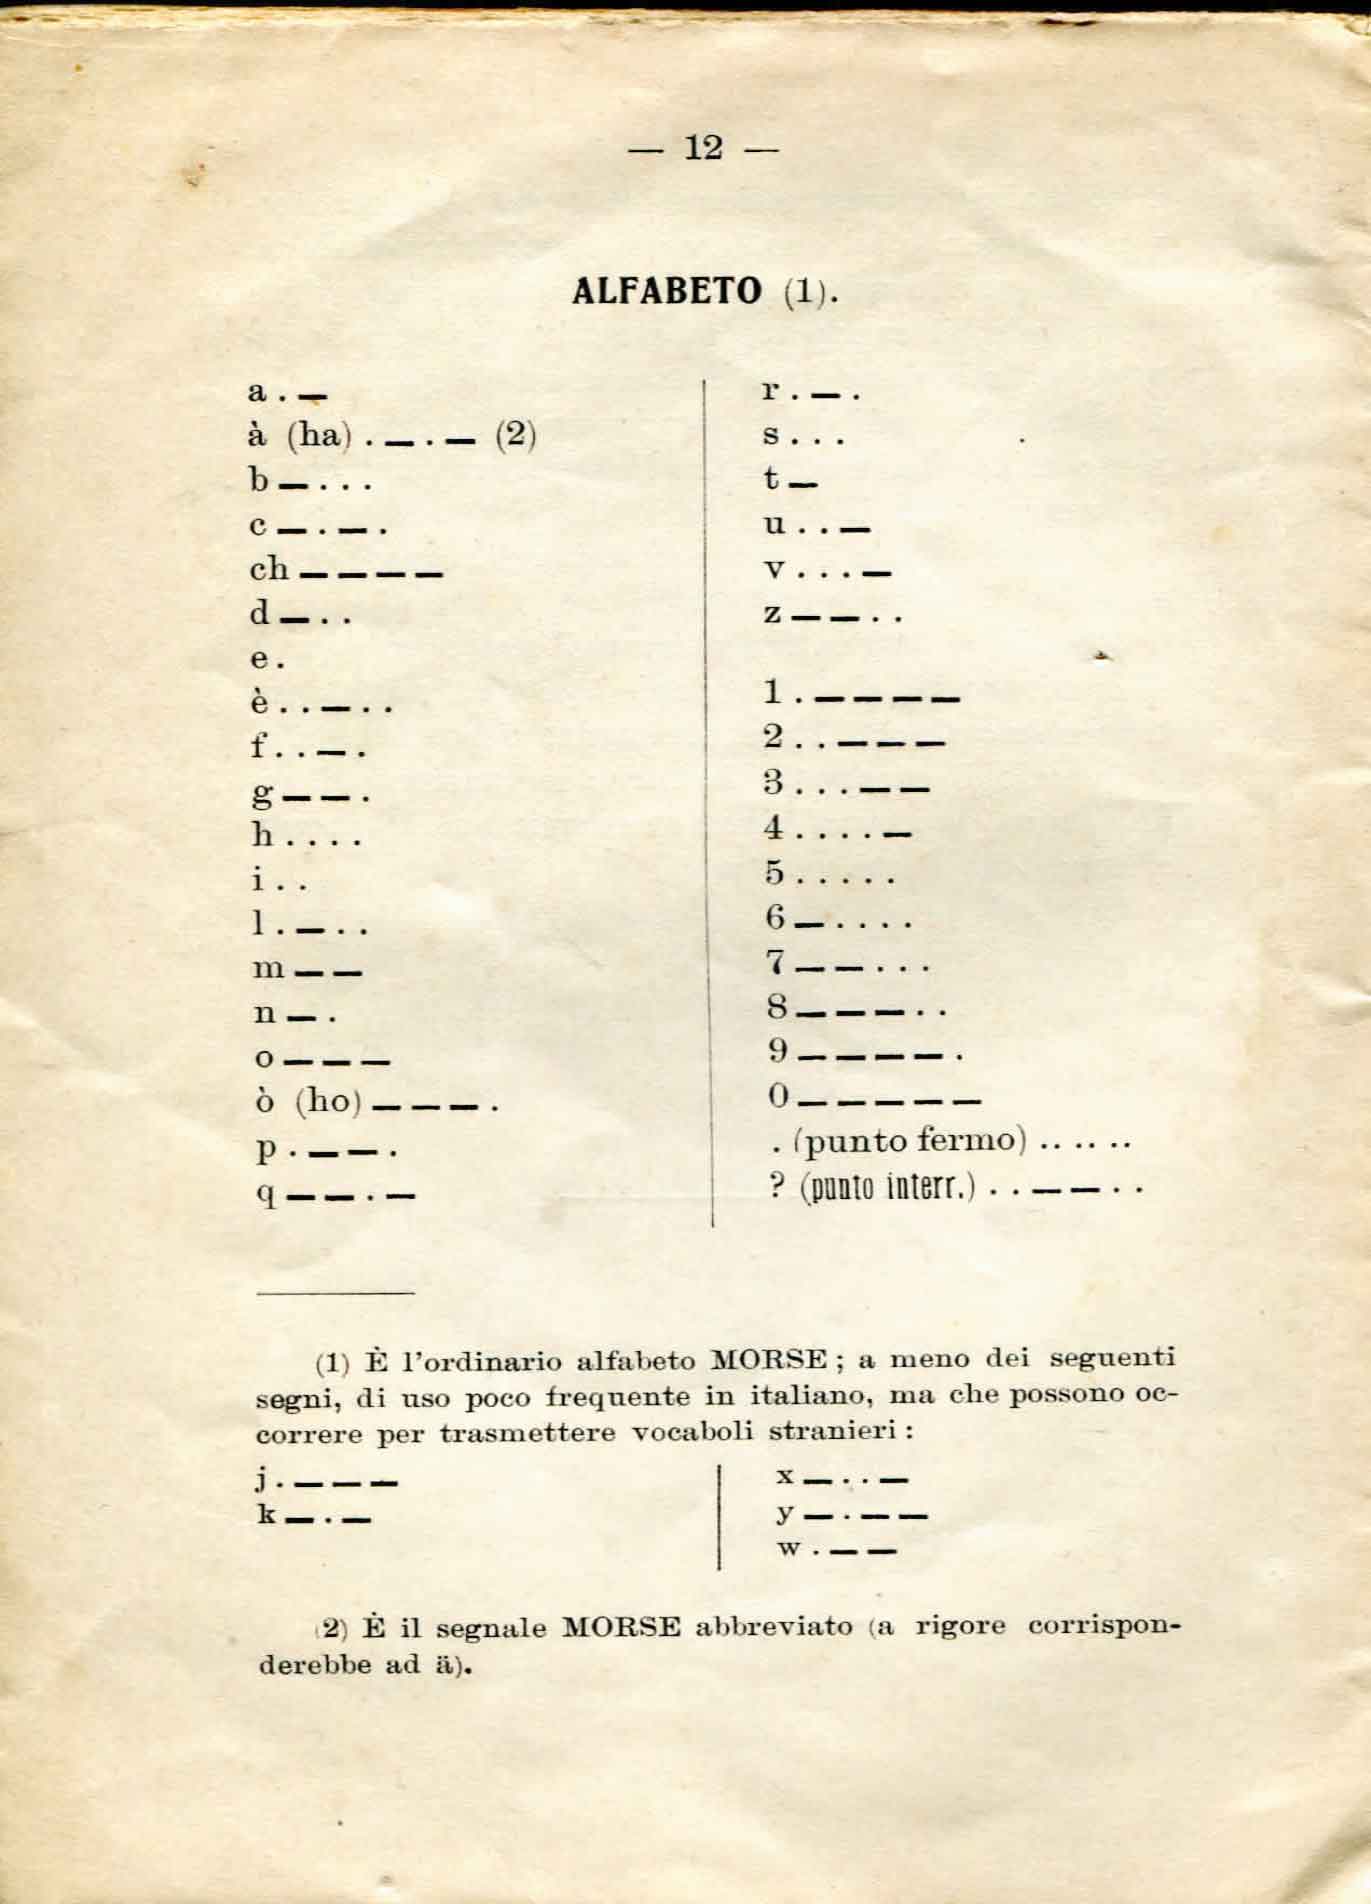 — 12 —
ALFABETO (1).
a . —
à (ha) . — . — (2)
b — . . .
c — . — .
ch — — — —
d — . .
e .
è . . — . .
f . . — .
g — — .
h . . . .
i . .
l . — . .
m — —
n — .
o — — —
ò (ho) — — — .
p . — — .
q — — . —
r . — .
s . . .
t —
u . . —
v . . . —
z — — . .
1 . — — — —
2 . . — — —
3 . . . — —
4 . . . . —
5 . . . . .
6 — . . . .
7 — — . . .
8 — — — . .
9 — — — — .
0 — — — — —
. (punto fermo) .. .. ..
? (punto interr.) . . — — . .
(1) È l'ordinario alfabeto MORSE ; a meno dei seguenti
segni, di uso poco frequente in italiano, ma che possono oc-
correre per trasmettere vocaboli stranieri :
j . — — —
k — . —
x — . . —
y — . — —
w . — —
(2) È il segnale MORSE abbreviato (a rigore corrispon-
derebbe ad ä).